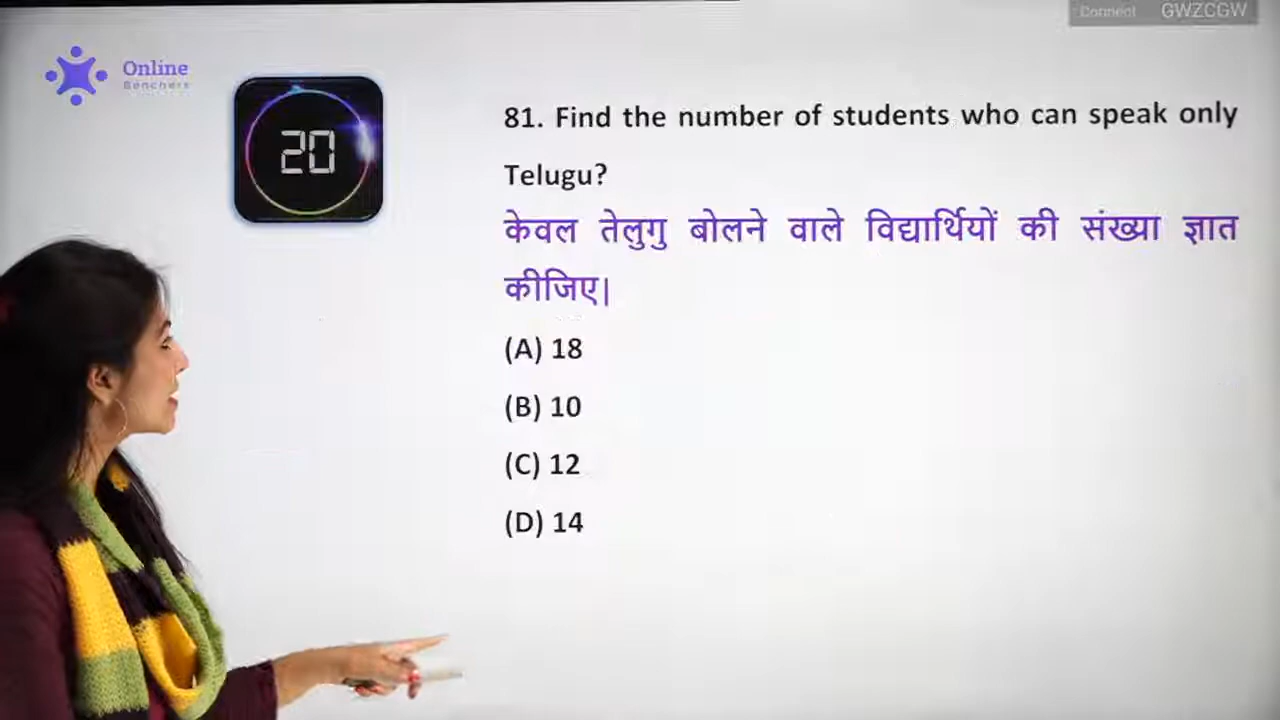 Connect GWZCGW
Online
Benchers
20
81. Find the number of students who can speak only
Telugu?
केवल तेलुगु बोलने वाले विद्यार्थियों की संख्या ज्ञात
कीजिए।
(A) 18
(B) 10
(C) 12
(D) 14